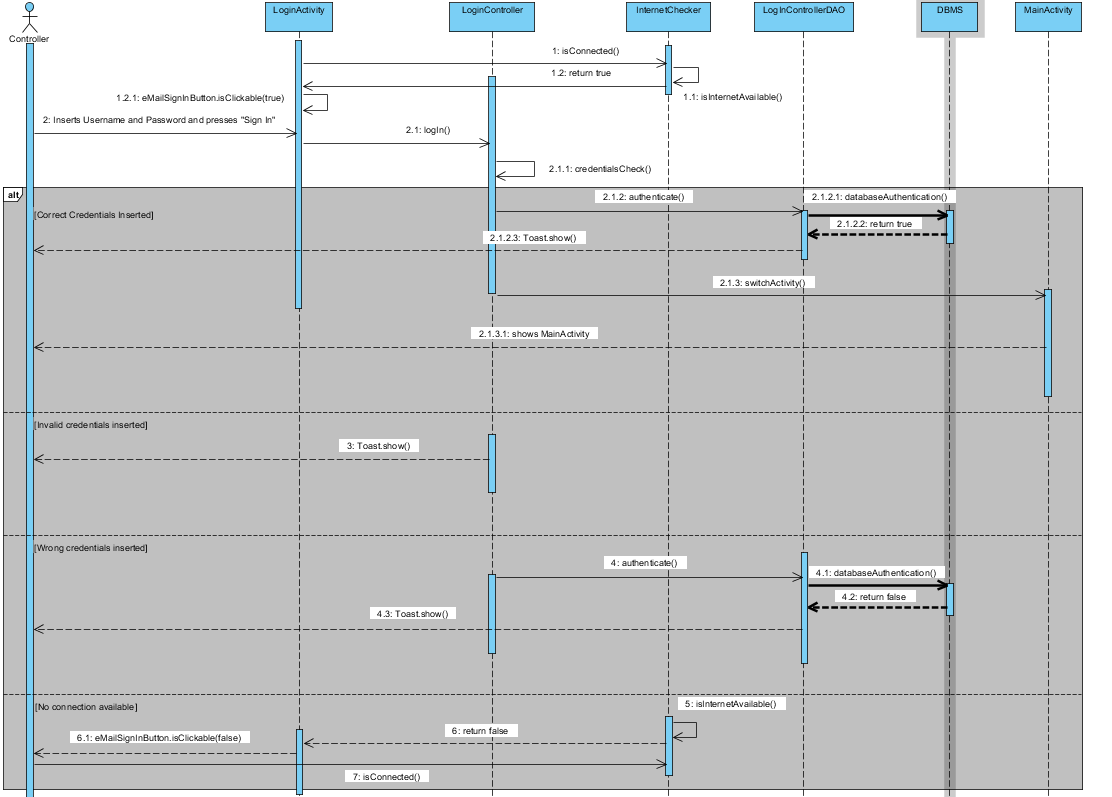 LoginActivity
LoginController
InternetChecker
LogInControllerDAO
DBMS
MainActivity
Controller
1: isConnected()
1.2: return true
1.1: isInternetAvailable()
1.2.1: eMailSignInButton.isClickable(true)
2: Inserts Username and Password and presses "Sign In"
2.1: logIn()
2.1.1: credentialsCheck()
alt
2.1.2: authenticate()
2.1.2.1: databaseAuthentication()
[Correct Credentials Inserted]
2.1.2.2: return true
2.1.2.3: Toast.show()
2.1.3: switchActivity()
2.1.3.1: shows MainActivity
[Invalid credentials inserted]
3: Toast.show()
[Wrong credentials inserted]
4: authenticate()
4.1: databaseAuthentication()
4.2: return false
4.3: Toast.show()
[No connection available]
5: isInternetAvailable()
6: return false
6.1: eMailSignInButton.isClickable(false)
7: isConnected()